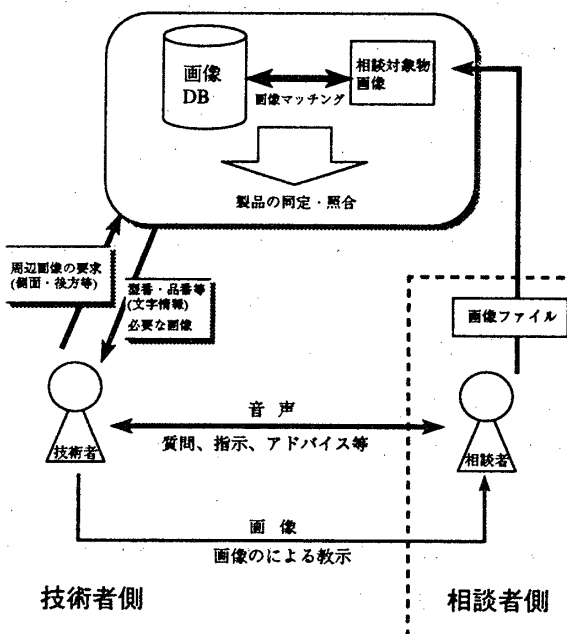 画像
DB
画像マッチング
相談対象物
画像
製品の同定・照合
周辺画像の要求
(側面・後方等)
型番・品番等
(文字情報)
必要な画像
画像ファイル
技術者
音 声
質問、指示、アドバイス等
相談者
画 像
画像のによる教示
技術者側
相談者側